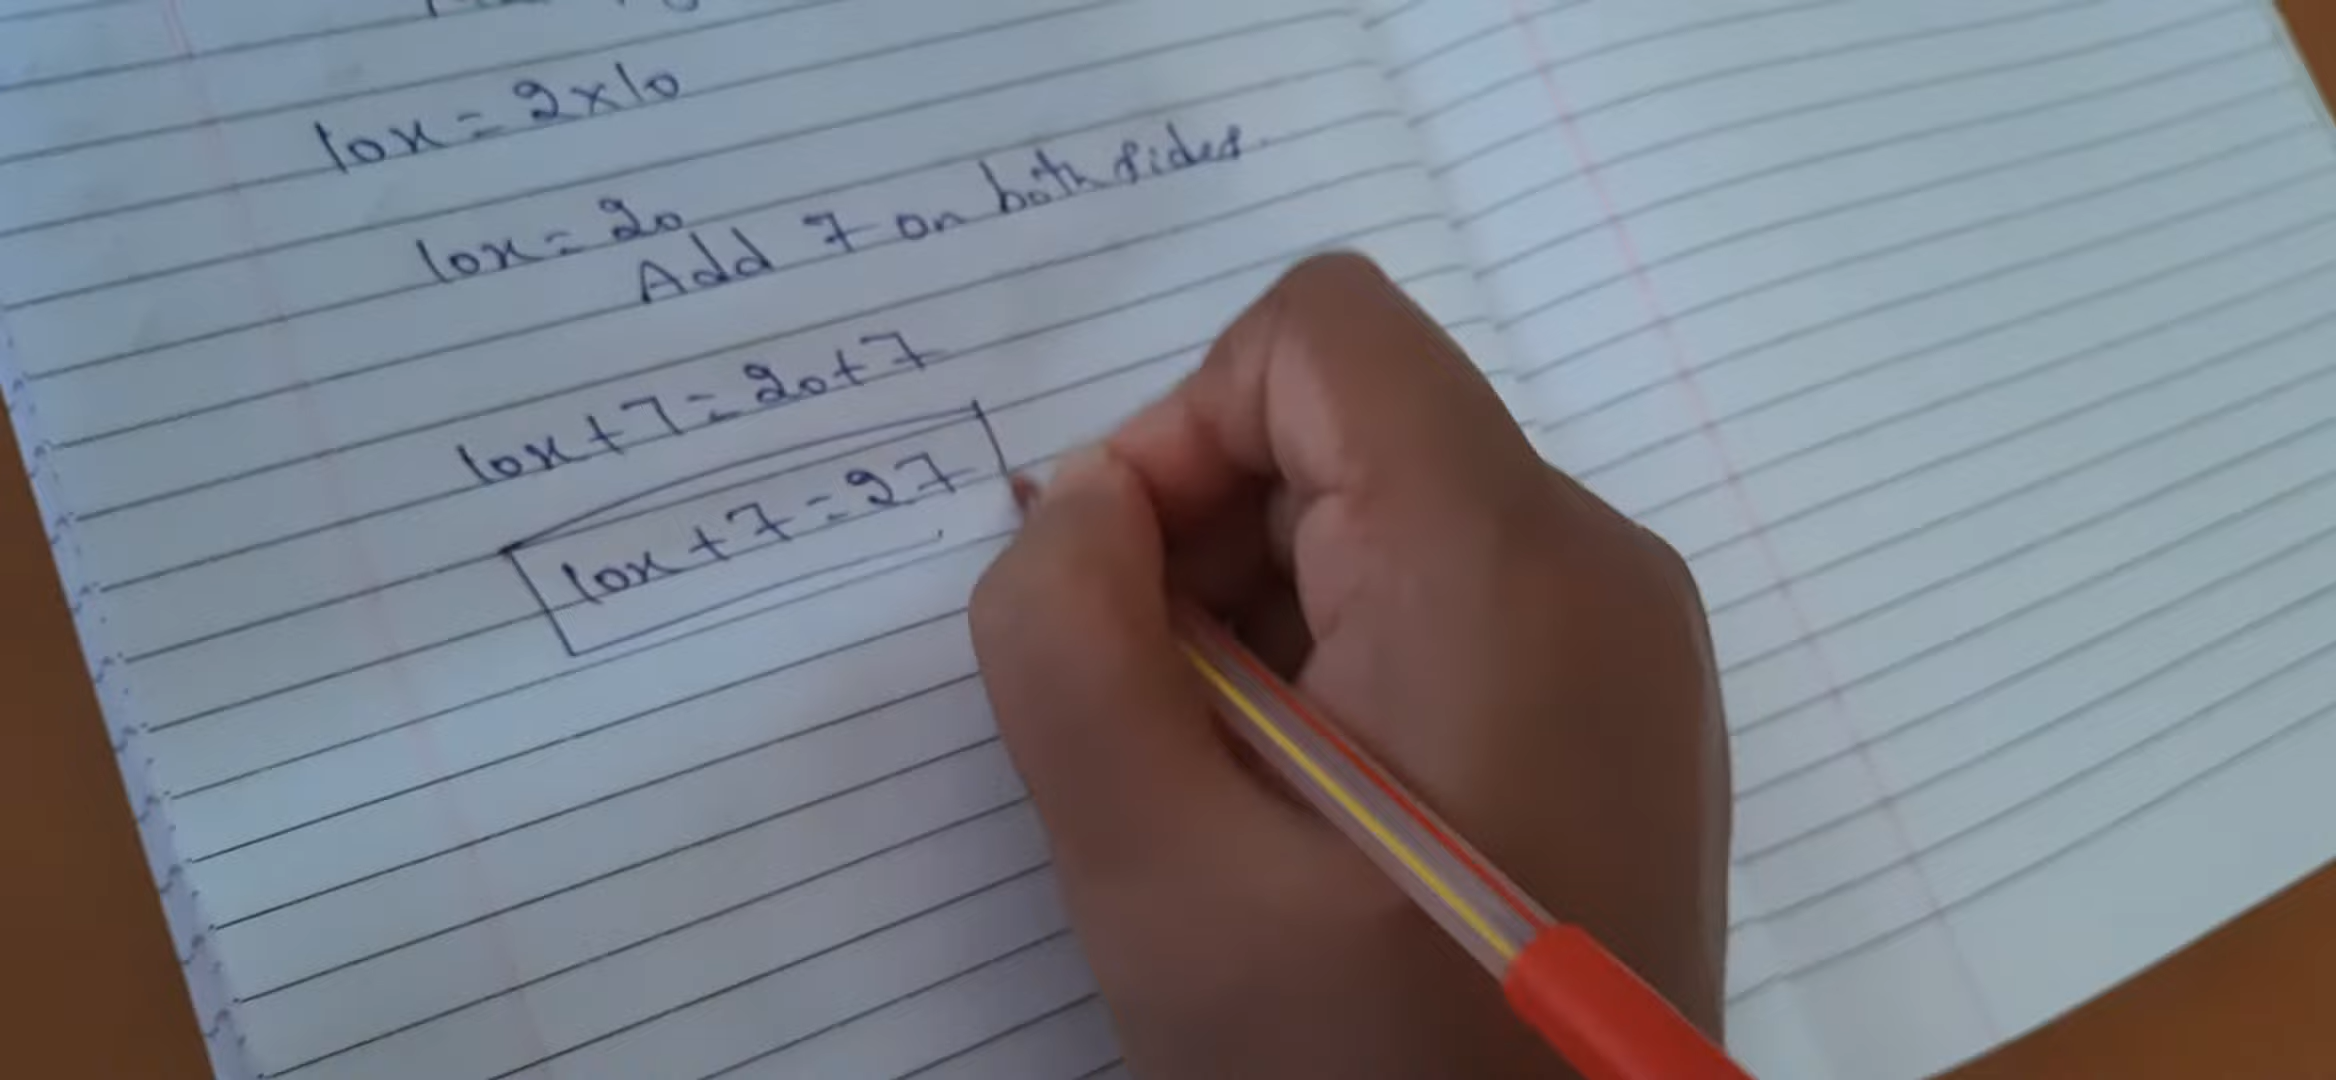 10x = 2x10
10x = 20
Add 7 on both sides.
10x + 7 = 20 + 7
10x + 7 = 27